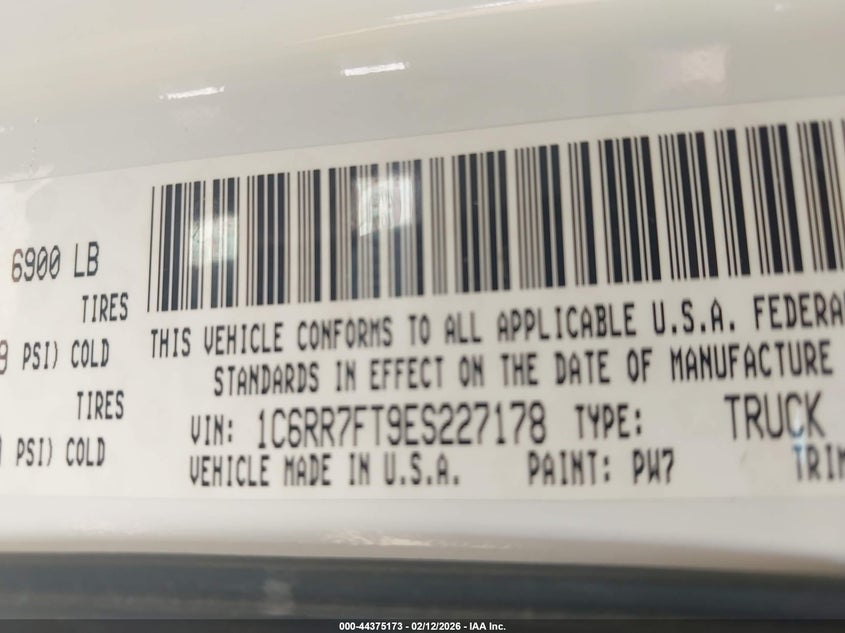 6900 LB
TIRES
PSI) COLD
TIRES
PSI) COLD
THIS VEHICLE CONFORMS TO ALL APPLICABLE U.S.A. FEDERA
STANDARDS IN EFFECT ON THE DATE OF MANUFACTURE
VIN: 1C6RR7FT9ES227178 TYPE: TRUCK
VEHICLE MADE IN U.S.A. PAINT: PW7 TRIM
000-44375173 - 02/12/2026 - IAA Inc.